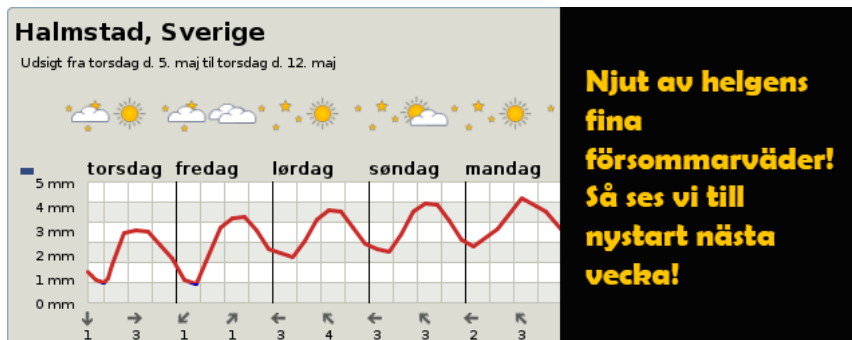 Halmstad, Sverige
Udsigt fra torsdag d. 5. maj til torsdag d. 12. maj
torsdag fredag lørdag søndag mandag
5 mm
4 mm
3 mm
2 mm
1 mm
0 mm
1 3 1 1 3 4 3 3 2 3
Njut av helgens
fina
försommarväder!
Så ses vi till
nystart nästa
vecka!